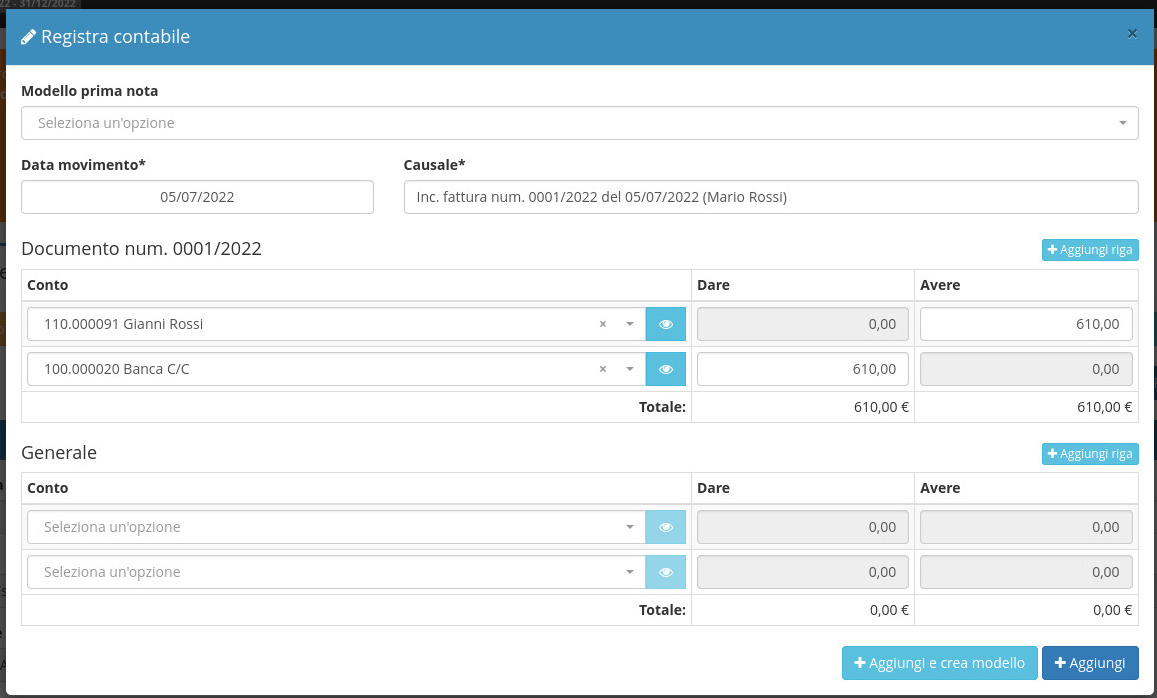 22 - 31/12/2022
Registra contabile ×
Modello prima nota
Seleziona un'opzione
Data movimento* Causale*
05/07/2022 Inc. fattura num. 0001/2022 del 05/07/2022 (Mario Rossi)
Documento num. 0001/2022 Aggiungi riga
Conto Dare Avere
110.000091 Gianni Rossi × 0,00 610,00
100.000020 Banca C/C × 610,00 0,00
Totale: 610,00 € 610,00 €
Generale Aggiungi riga
Conto Dare Avere
Seleziona un'opzione 0,00 0,00
Seleziona un'opzione 0,00 0,00
Totale: 0,00 € 0,00 €
Aggiungi e crea modello Aggiungi